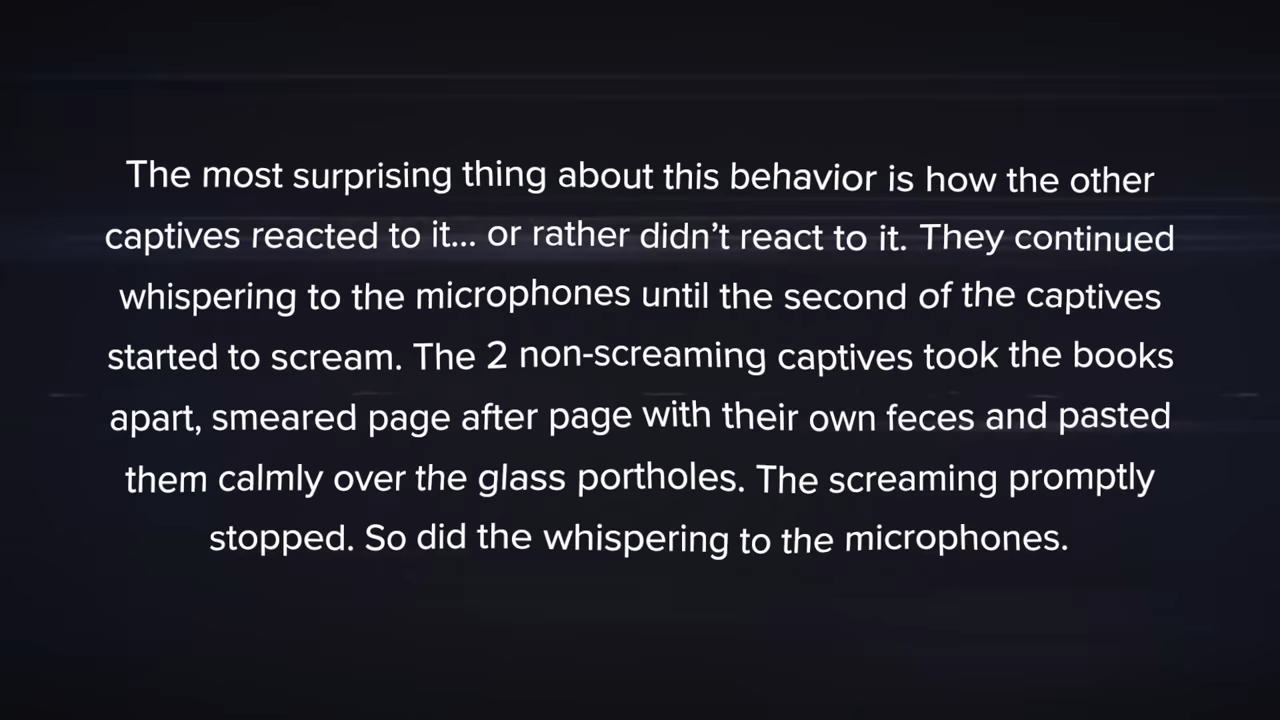 The most surprising thing about this behavior is how the other
captives reacted to it... or rather didn't react to it. They continued
whispering to the microphones until the second of the captives
started to scream. The 2 non-screaming captives took the books
apart, smeared page after page with their own feces and pasted
them calmly over the glass portholes. The screaming promptly
stopped. So did the whispering to the microphones.